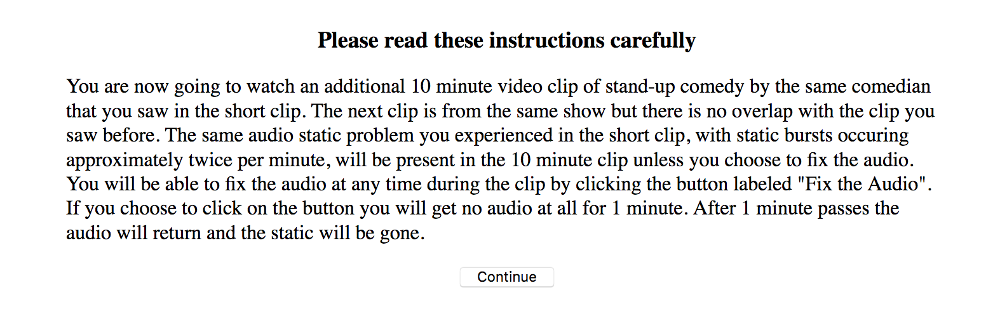 Please read these instructions carefully
You are now going to watch an additional 10 minute video clip of stand-up comedy by the same comedian
that you saw in the short clip. The next clip is from the same show but there is no overlap with the clip you
saw before. The same audio static problem you experienced in the short clip, with static bursts occuring
approximately twice per minute, will be present in the 10 minute clip unless you choose to fix the audio.
You will be able to fix the audio at any time during the clip by clicking the button labeled "Fix the Audio".
If you choose to click on the button you will get no audio at all for 1 minute. After 1 minute passes the
audio will return and the static will be gone.
Continue